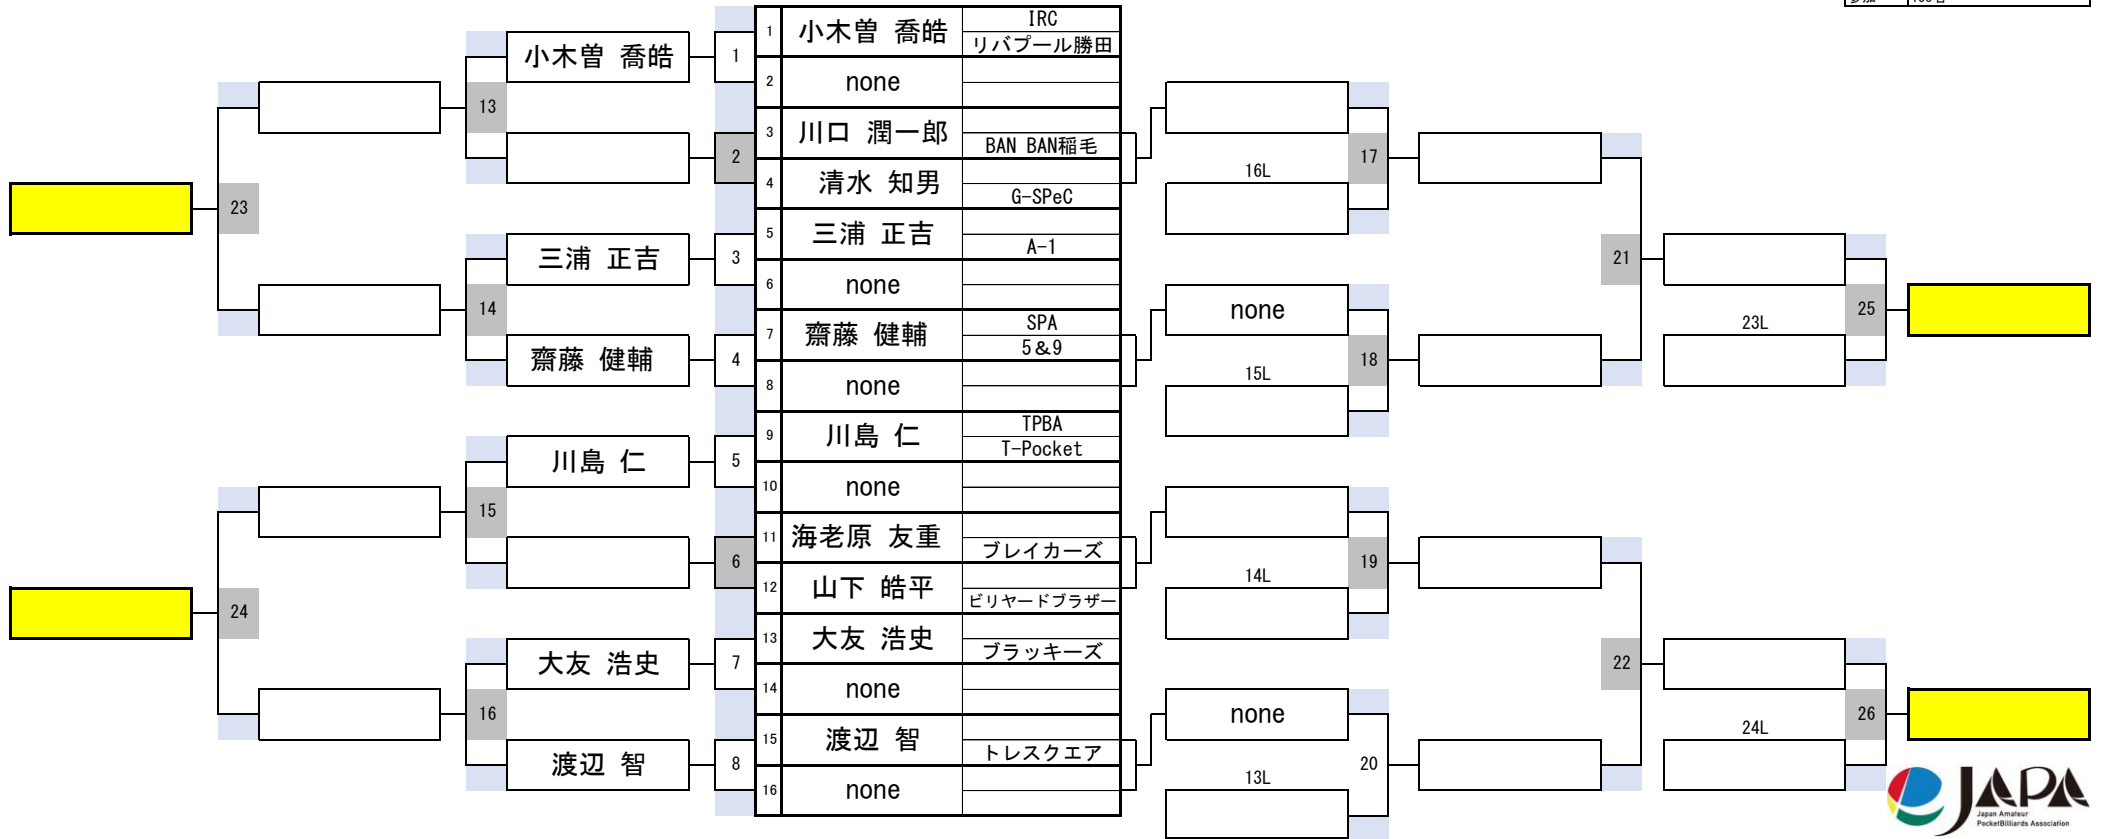 1 小木曽 喬皓 IRC
リバプール勝田
2 none
3 川口 潤一郎
BAN BAN稲毛
4 清水 知男
G-SPeC
5 三浦 正吉
A-1
6 none
7 齋藤 健輔 SPA
5&9
8 none
9 川島 仁 TPBA
T-Pocket
10 none
11 海老原 友重
ブレイカーズ
12 山下 皓平
ビリヤードブラザー
13 大友 浩史
ブラッキーズ
14 none
15 渡辺 智
トレスクエア
16 none
小木曽 喬皓 1
13
2
23
三浦 正吉 3
14
齋藤 健輔 4
川島 仁 5
15
6
24
大友 浩史 7
16
渡辺 智 8
16L 17
21
none
15L 18
23L 25
14L 19
22
none
13L 20
24L 26
JAPA
Japan Amateur
PocketBilliards Association